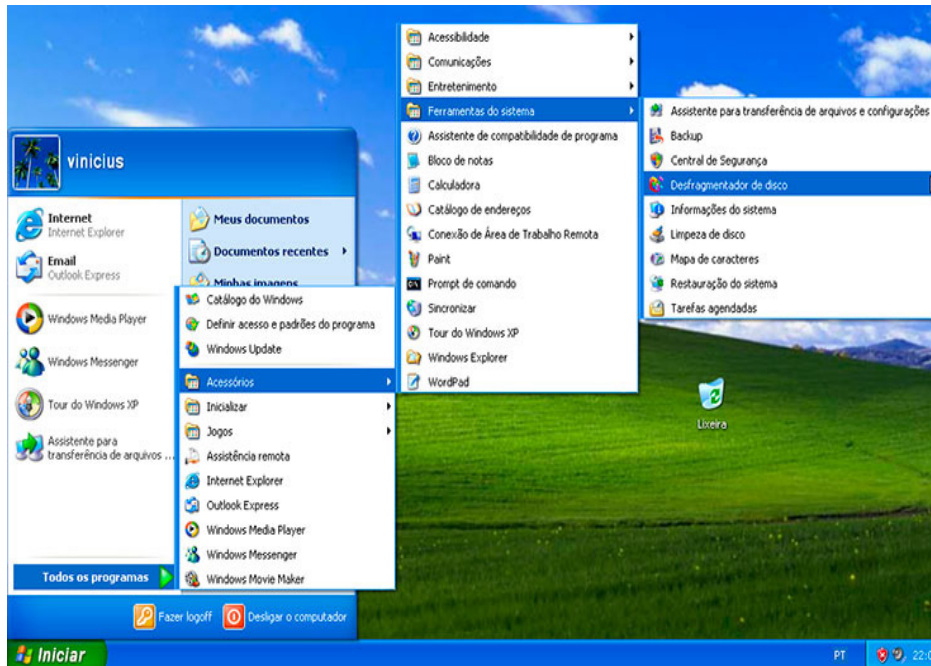 vinicius
Internet
Internet Explorer
Email
Outlook Express
Windows Media Player
Windows Messenger
Tour do Windows XP
Assistente para
transferência de arquivos ...
Todos os programas
Meus documentos
Documentos recentes
Minhas imagens
Catálogo do Windows
Definir acesso e padrões do programa
Windows Update
Acessórios
Inicializar
Jogos
Assistência remota
Internet Explorer
Outlook Express
Windows Media Player
Windows Messenger
Windows Movie Maker
Acessibilidade
Comunicações
Entretenimento
Ferramentas do sistema
Assistente de compatibilidade de programa
Bloco de notas
Calculadora
Catálogo de endereços
Conexão de Área de Trabalho Remota
Paint
Prompt de comando
Sincronizar
Tour do Windows XP
Windows Explorer
WordPad
Assistente para transferência de arquivos e configurações
Backup
Central de Segurança
Desfragmentador de disco
Informações do sistema
Limpeza de disco
Mapa de caracteres
Restauração do sistema
Tarefas agendadas
Lixeira
Fazer logoff
Desligar o computador
Iniciar
PT